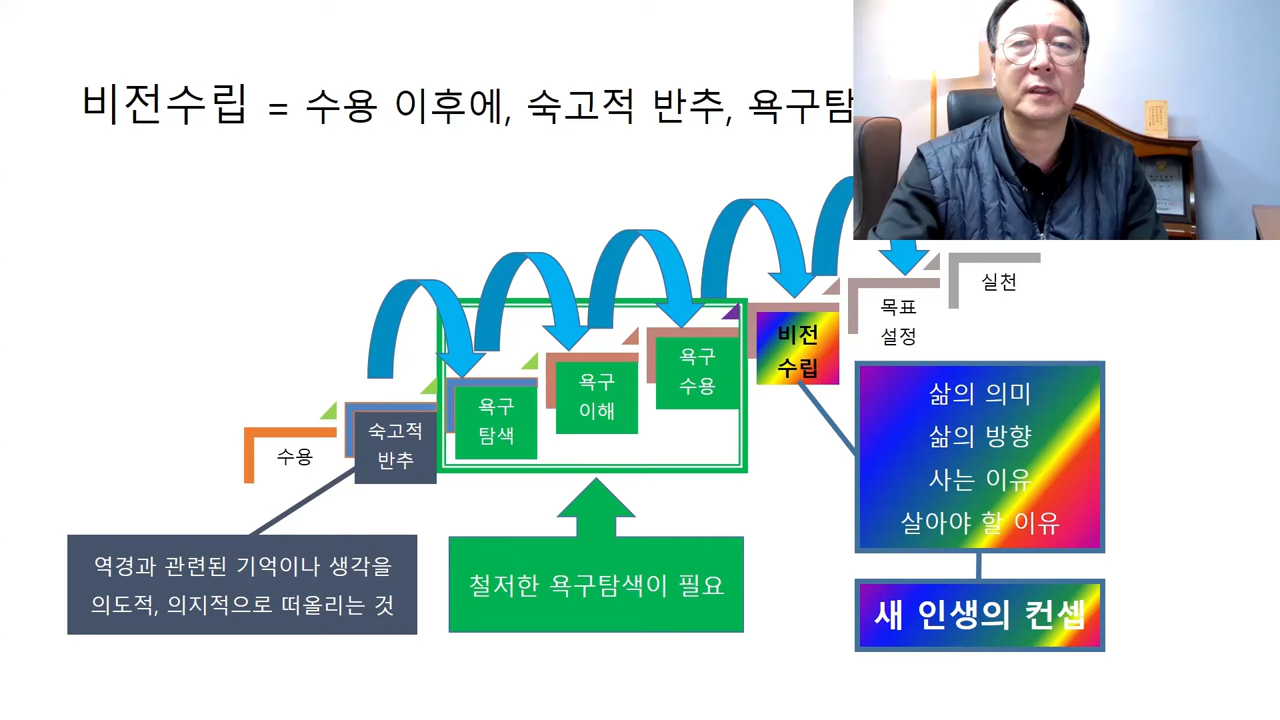 비전수립 = 수용 이후에, 숙고적 반추, 욕구탐
실천
목표
설정
비전
수립
욕구
수용
욕구
이해
욕구
탐색
숙고적
반추
수용
삶의 의미
삶의 방향
사는 이유
살아야 할 이유
역경과 관련된 기억이나 생각을
의도적, 의지적으로 떠올리는 것
철저한 욕구탐색이 필요
새 인생의 컨셉